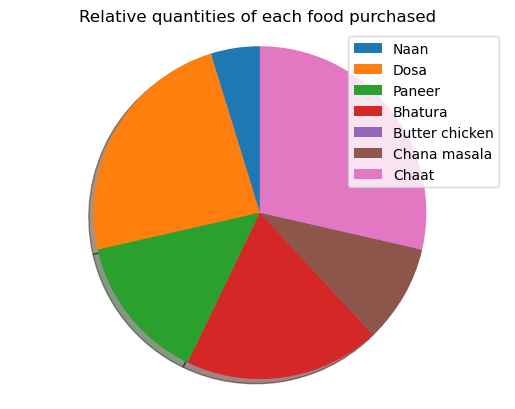 Relative quantities of each food purchased
Naan
Dosa
Paneer
Bhatura
Butter chicken
Chana masala
Chaat